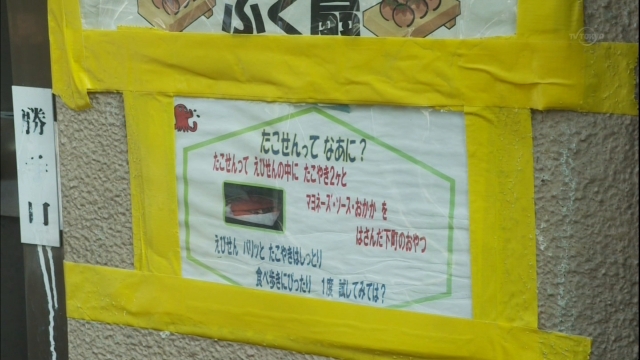 ふく屋
勝
口
たこせんって なあに？
たこせんって えびせんの中に たこやき2ヶと
マヨネーズ・ソース・おかか を
はさんだ下町のおやつ
えびせん パリッと たこやきはしっとり
食べ歩きにぴったり 1度 試してみては？